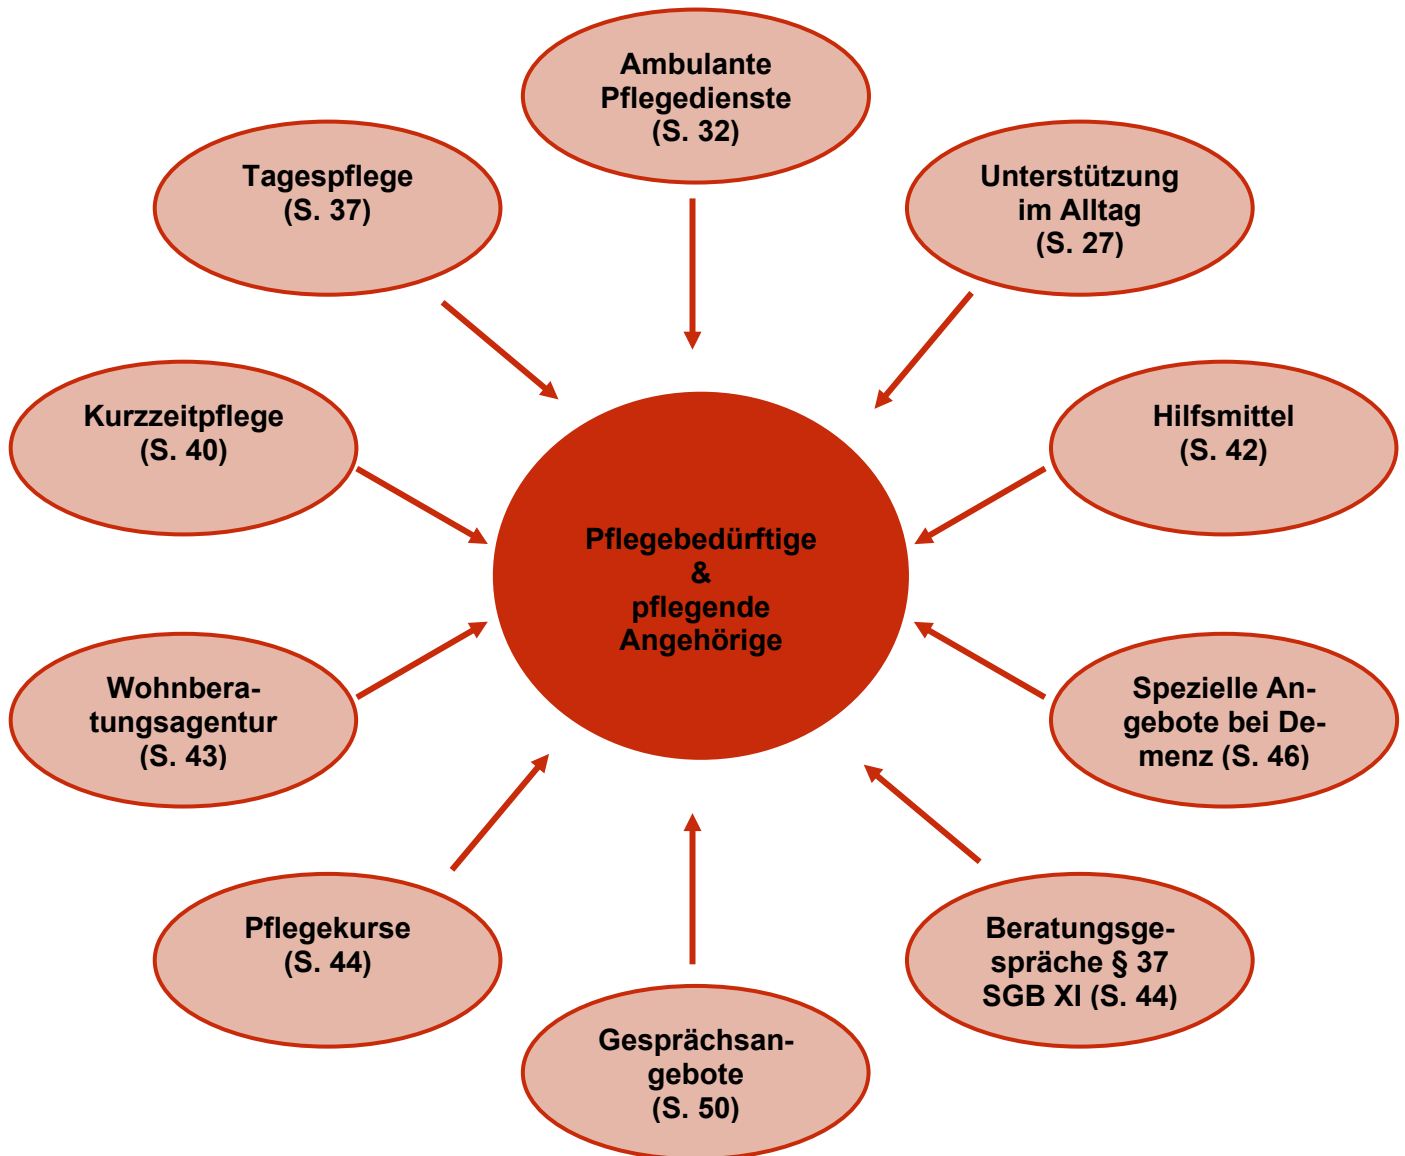 Ambulante
Pflegedienste
(S. 32)
Tagespflege
(S. 37)
Unterstützung
im Alltag
(S. 27)
Kurzzeitpflege
(S. 40)
Hilfsmittel
(S. 42)
Pflegebedürftige
&
pflegende
Angehörige
Wohnbera-
tungsagentur
(S. 43)
Spezielle An-
gebote bei De-
menz (S. 46)
Pflegekurse
(S. 44)
Beratungsge-
spräche § 37
SGB XI (S. 44)
Gesprächsan-
gebote
(S. 50)